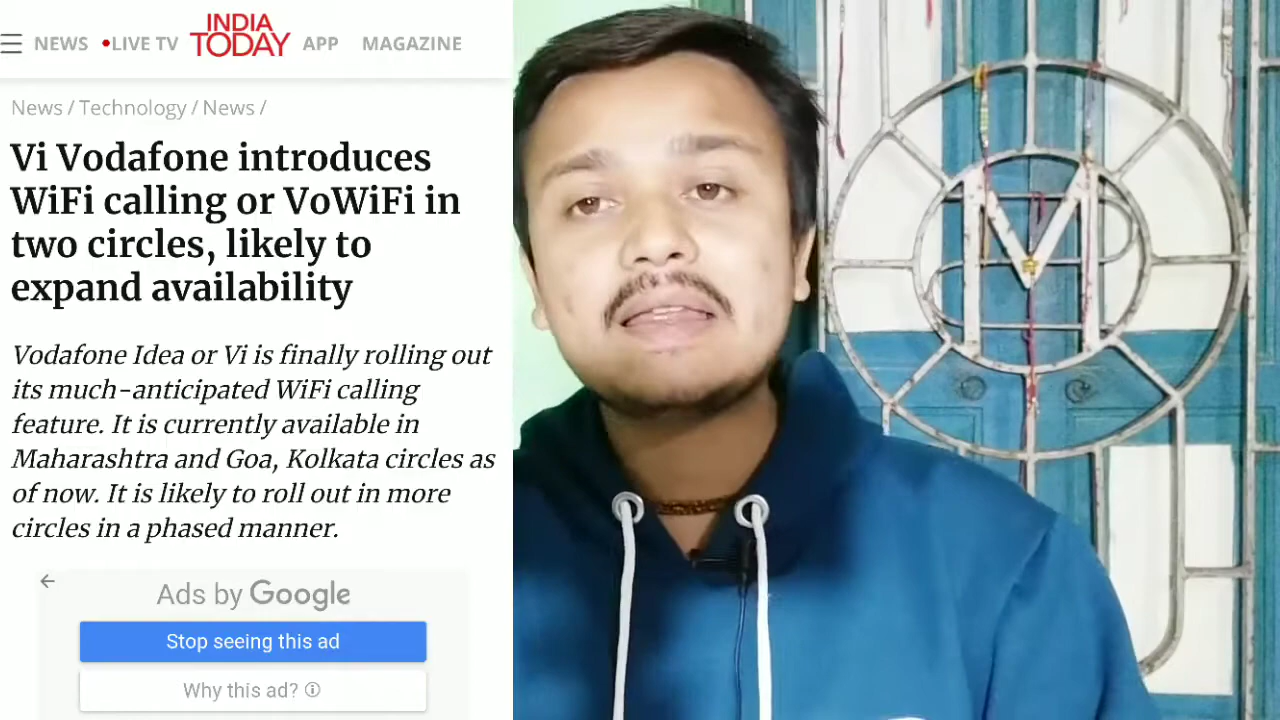 INDIA
NEWS LIVE TV TODAY APP MAGAZINE
News / Technology / News /
Vi Vodafone introduces
WiFi calling or VoWiFi in
two circles, likely to
expand availability
Vodafone Idea or Vi is finally rolling out
its much-anticipated WiFi calling
feature. It is currently available in
Maharashtra and Goa, Kolkata circles as
of now. It is likely to roll out in more
circles in a phased manner.
Ads by Google
Stop seeing this ad
Why this ad?
M